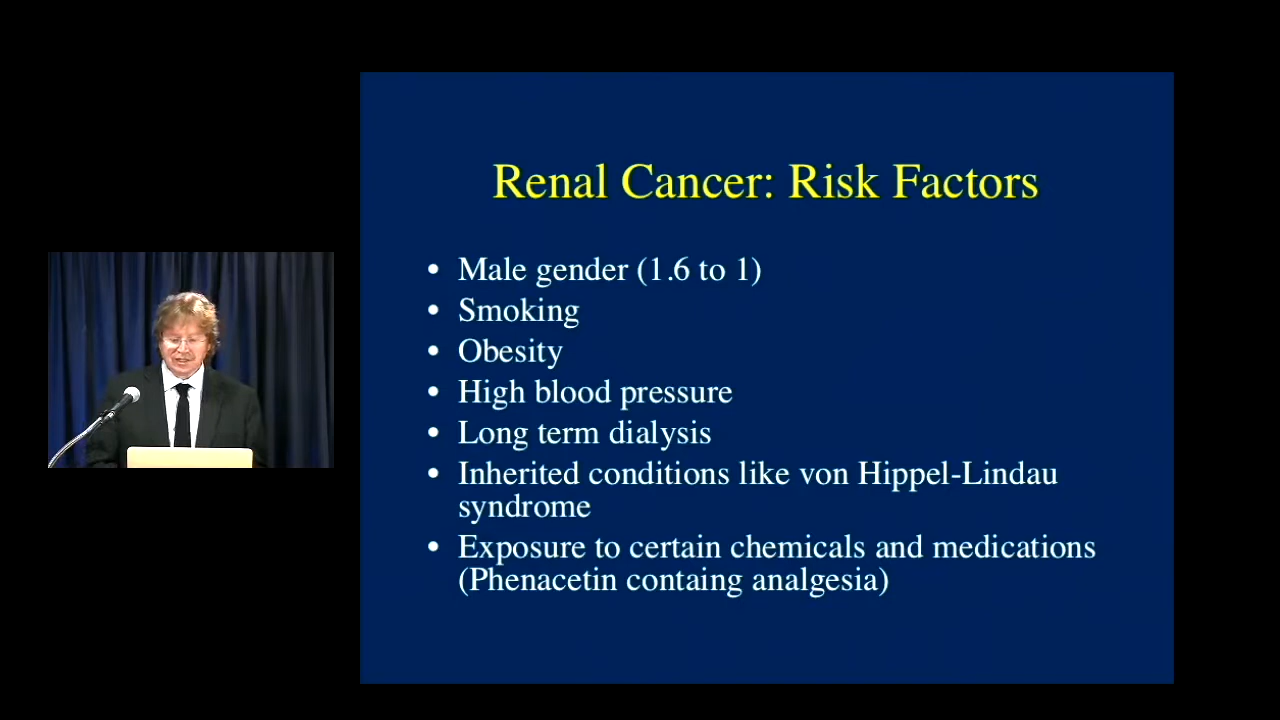 Renal Cancer: Risk Factors
• Male gender (1.6 to 1)
• Smoking
• Obesity
• High blood pressure
• Long term dialysis
• Inherited conditions like von Hippel-Lindau
syndrome
• Exposure to certain chemicals and medications
(Phenacetin containg analgesia)